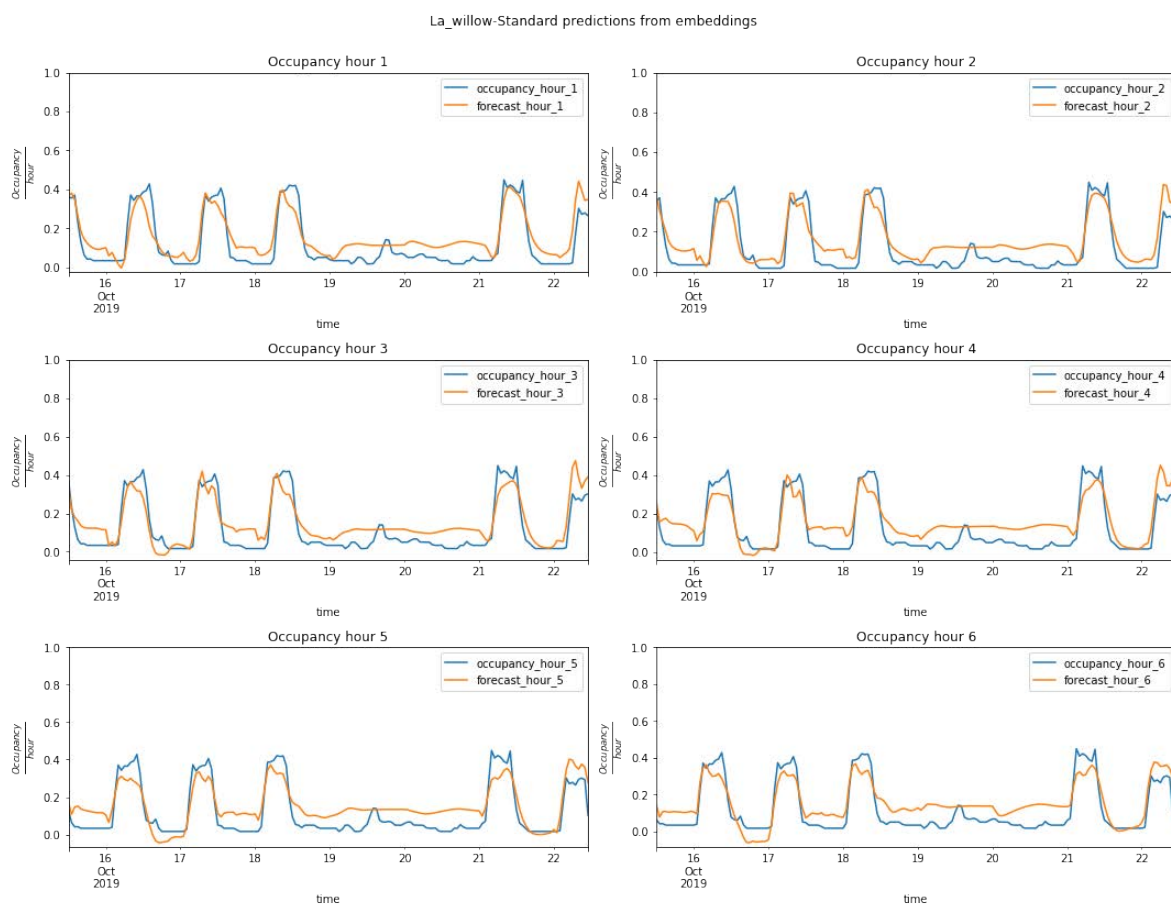 La_willow-Standard predictions from embeddings
Occupancy hour 1
1.0
0.8
0.6
0.4
0.2
0.0
Occupancy
hour
occupancy_hour_1
forecast_hour_1
16
Oct
2019
17
18
19
20
21
22
time
Occupancy hour 2
1.0
0.8
0.6
0.4
0.2
0.0
Occupancy
hour
occupancy_hour_2
forecast_hour_2
16
Oct
2019
17
18
19
20
21
22
time
Occupancy hour 3
1.0
0.8
0.6
0.4
0.2
0.0
Occupancy
hour
occupancy_hour_3
forecast_hour_3
16
Oct
2019
17
18
19
20
21
22
time
Occupancy hour 4
1.0
0.8
0.6
0.4
0.2
0.0
Occupancy
hour
occupancy_hour_4
forecast_hour_4
16
Oct
2019
17
18
19
20
21
22
time
Occupancy hour 5
1.0
0.8
0.6
0.4
0.2
0.0
Occupancy
hour
occupancy_hour_5
forecast_hour_5
16
Oct
2019
17
18
19
20
21
22
time
Occupancy hour 6
1.0
0.8
0.6
0.4
0.2
0.0
Occupancy
hour
occupancy_hour_6
forecast_hour_6
16
Oct
2019
17
18
19
20
21
22
time